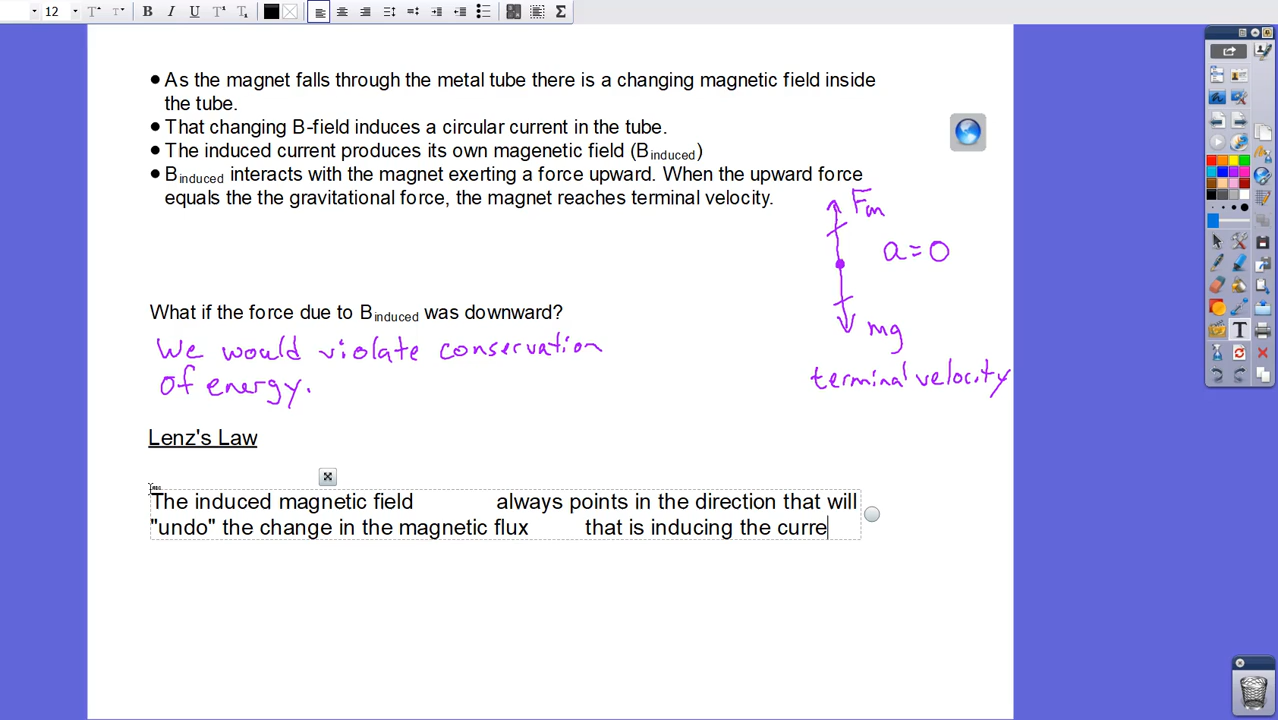 12
B I U T T Σ
• As the magnet falls through the metal tube there is a changing magnetic field inside
the tube.
• That changing B-field induces a circular current in the tube.
• The induced current produces its own magenetic field (Binduced)
• Binduced interacts with the magnet exerting a force upward. When the upward force
equals the the gravitational force, the magnet reaches terminal velocity.
Fm
a = 0
mg
terminal velocity
What if the force due to Binduced was downward?
We would violate conservation
of energy.
Lenz's Law
The induced magnetic field always points in the direction that will
"undo" the change in the magnetic flux that is inducing the curre
T